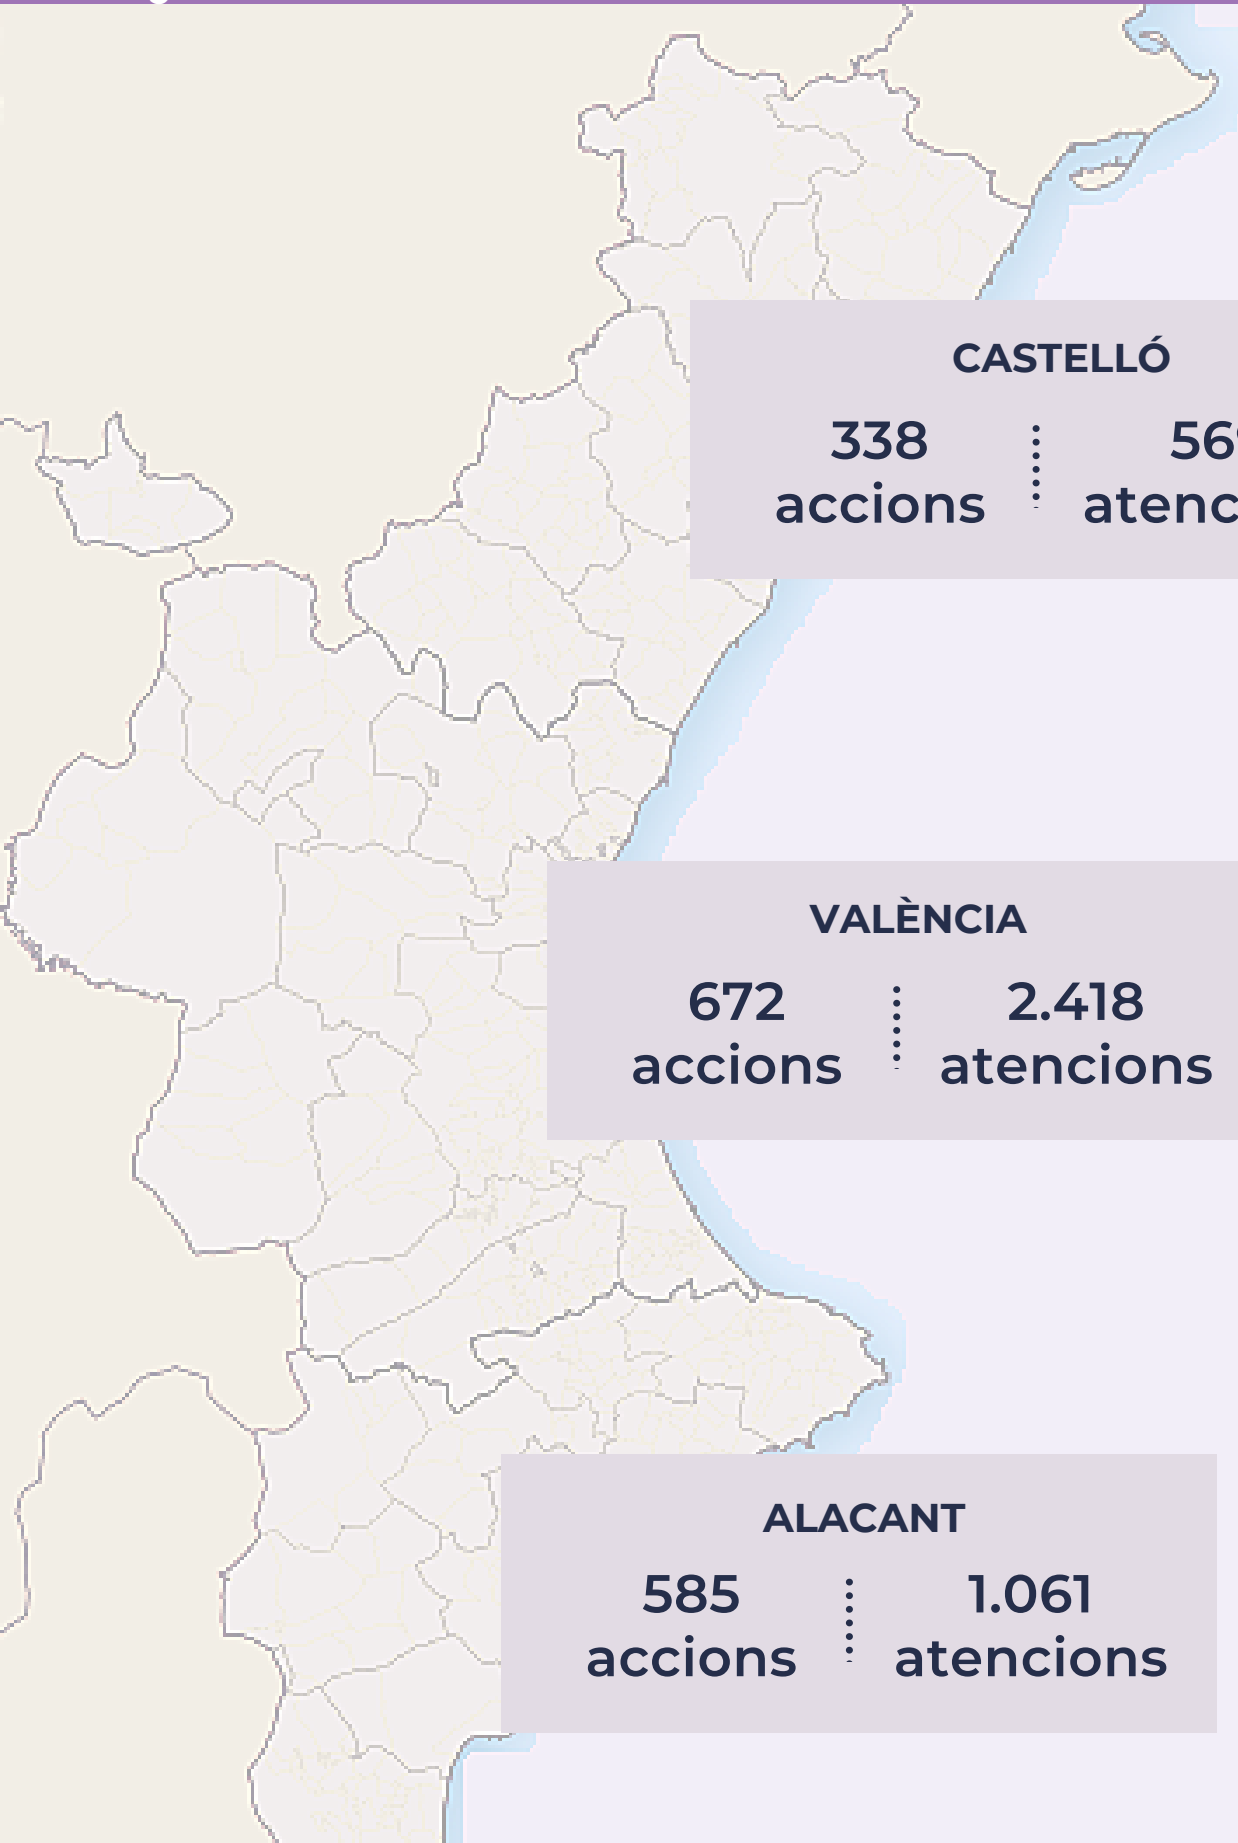 CASTELLÓ
338
accions
VALÈNCIA
672 2.418
accions atencions
ALACANT
585 1.061
accions atencions